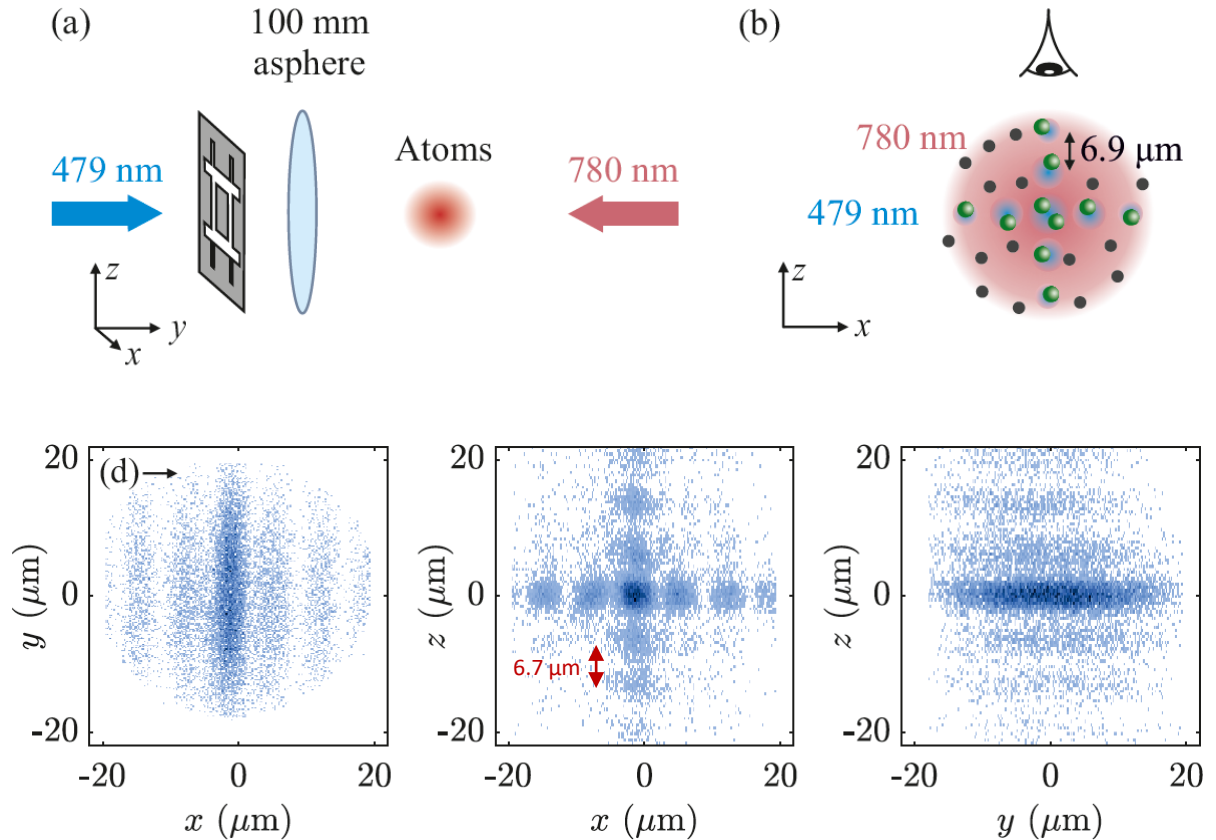 (a)
100 mm
asphere
479 nm
Atoms
780 nm
z
y
x
(b)
780 nm
6.9 μm
479 nm
z
x
(d)
20
0
-20
y (μm)
-20 0 20
x (μm)
20
0
-20
z (μm)
6.7 μm
-20 0 20
x (μm)
20
0
-20
z (μm)
-20 0 20
y (μm)